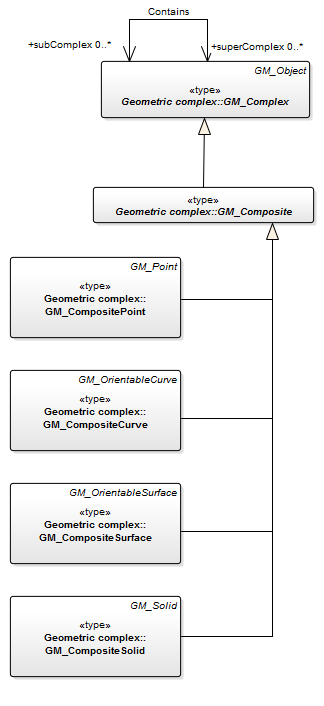 Contains
+subComplex 0..*
+superComplex 0..*
GM_Object
«type»
Geometric complex::GM_Complex
«type»
Geometric complex::GM_Composite
GM_Point
«type»
Geometric complex::
GM_CompositePoint
GM_OrientableCurve
«type»
Geometric complex::
GM_CompositeCurve
GM_OrientableSurface
«type»
Geometric complex::
GM_CompositeSurface
GM_Solid
«type»
Geometric complex::
GM_CompositeSolid